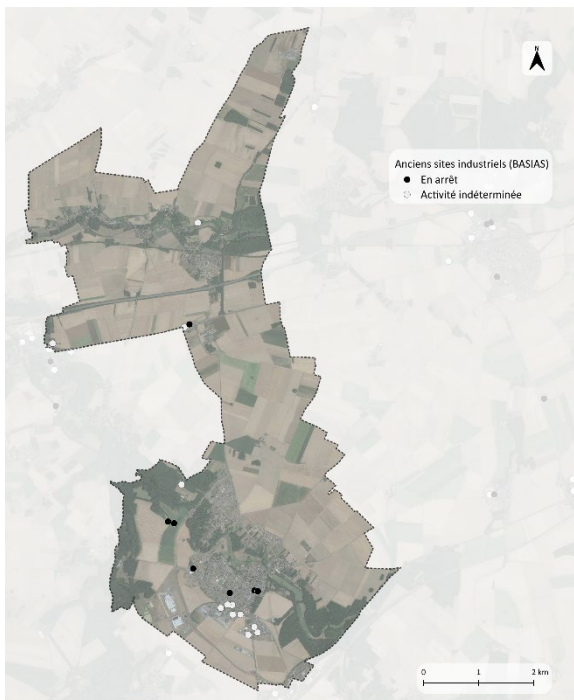 N
Anciens sites industriels (BASIAS)
En arrêt
Activité indéterminée
0 1 2 km